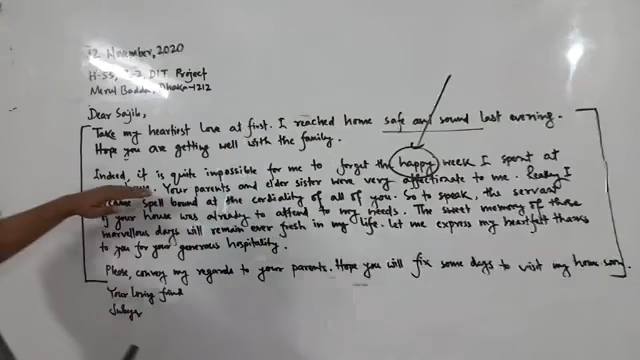 12 November, 2020
H-55, DIT Project
Merul Badda, Dhaka-1212
Dear Sajib,
Take my heartiest love at first. I reached home safe and sound last evening.
Hope you are getting well with the family.
Indeed, it is quite impossible for me to forget the happy week I spent at
Your parents and elder sister were very affectionate to me. Really I
came spell bound at the cordiality of all of you. So to speak, the servant
of your house was already to attend to my needs. The sweet memory of those
marvellous days will remain ever fresh in my life. Let me express my heartfelt thanks
to you for your generous hospitality.
Please, convey my regards to your parents. Hope you will fix some days to visit my home soon.
Your loving friend